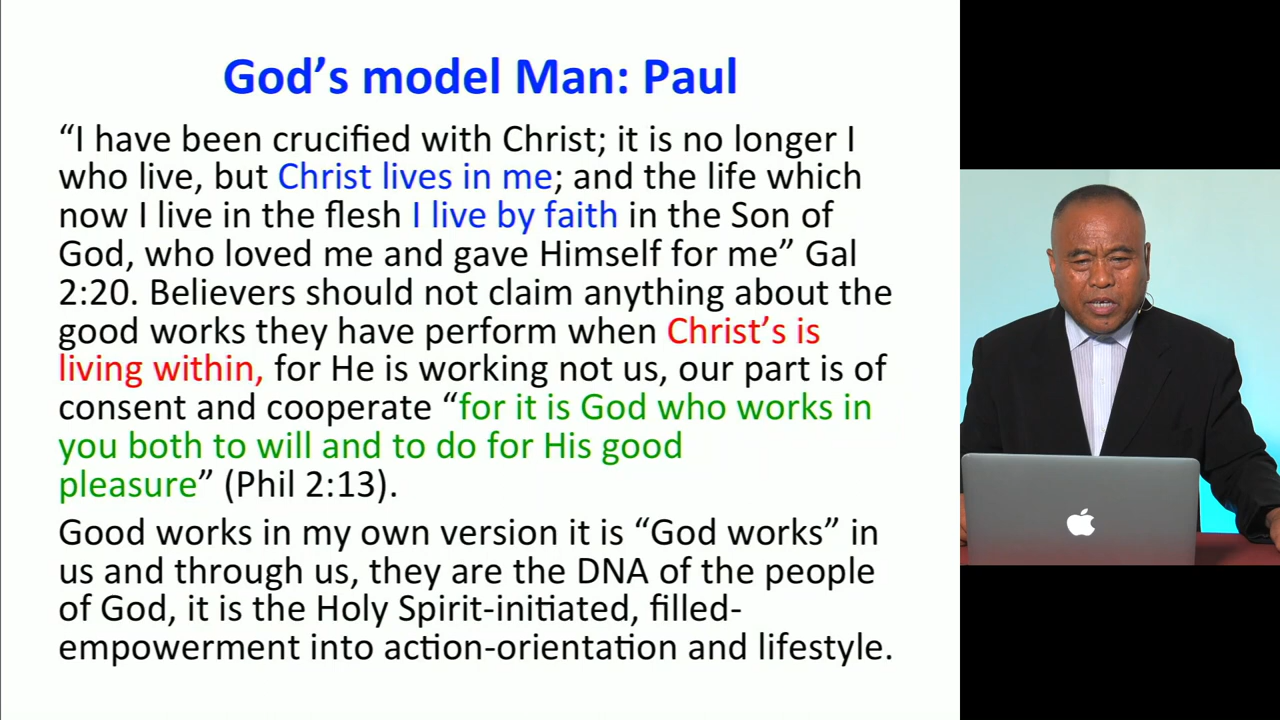 God’s model Man: Paul
“I have been crucified with Christ; it is no longer I
who live, but Christ lives in me; and the life which
now I live in the flesh I live by faith in the Son of
God, who loved me and gave Himself for me” Gal
2:20. Believers should not claim anything about the
good works they have perform when Christ’s is
living within, for He is working not us, our part is of
consent and cooperate “for it is God who works in
you both to will and to do for His good
pleasure” (Phil 2:13).
Good works in my own version it is “God works” in
us and through us, they are the DNA of the people
of God, it is the Holy Spirit-initiated, filled-
empowerment into action-orientation and lifestyle.